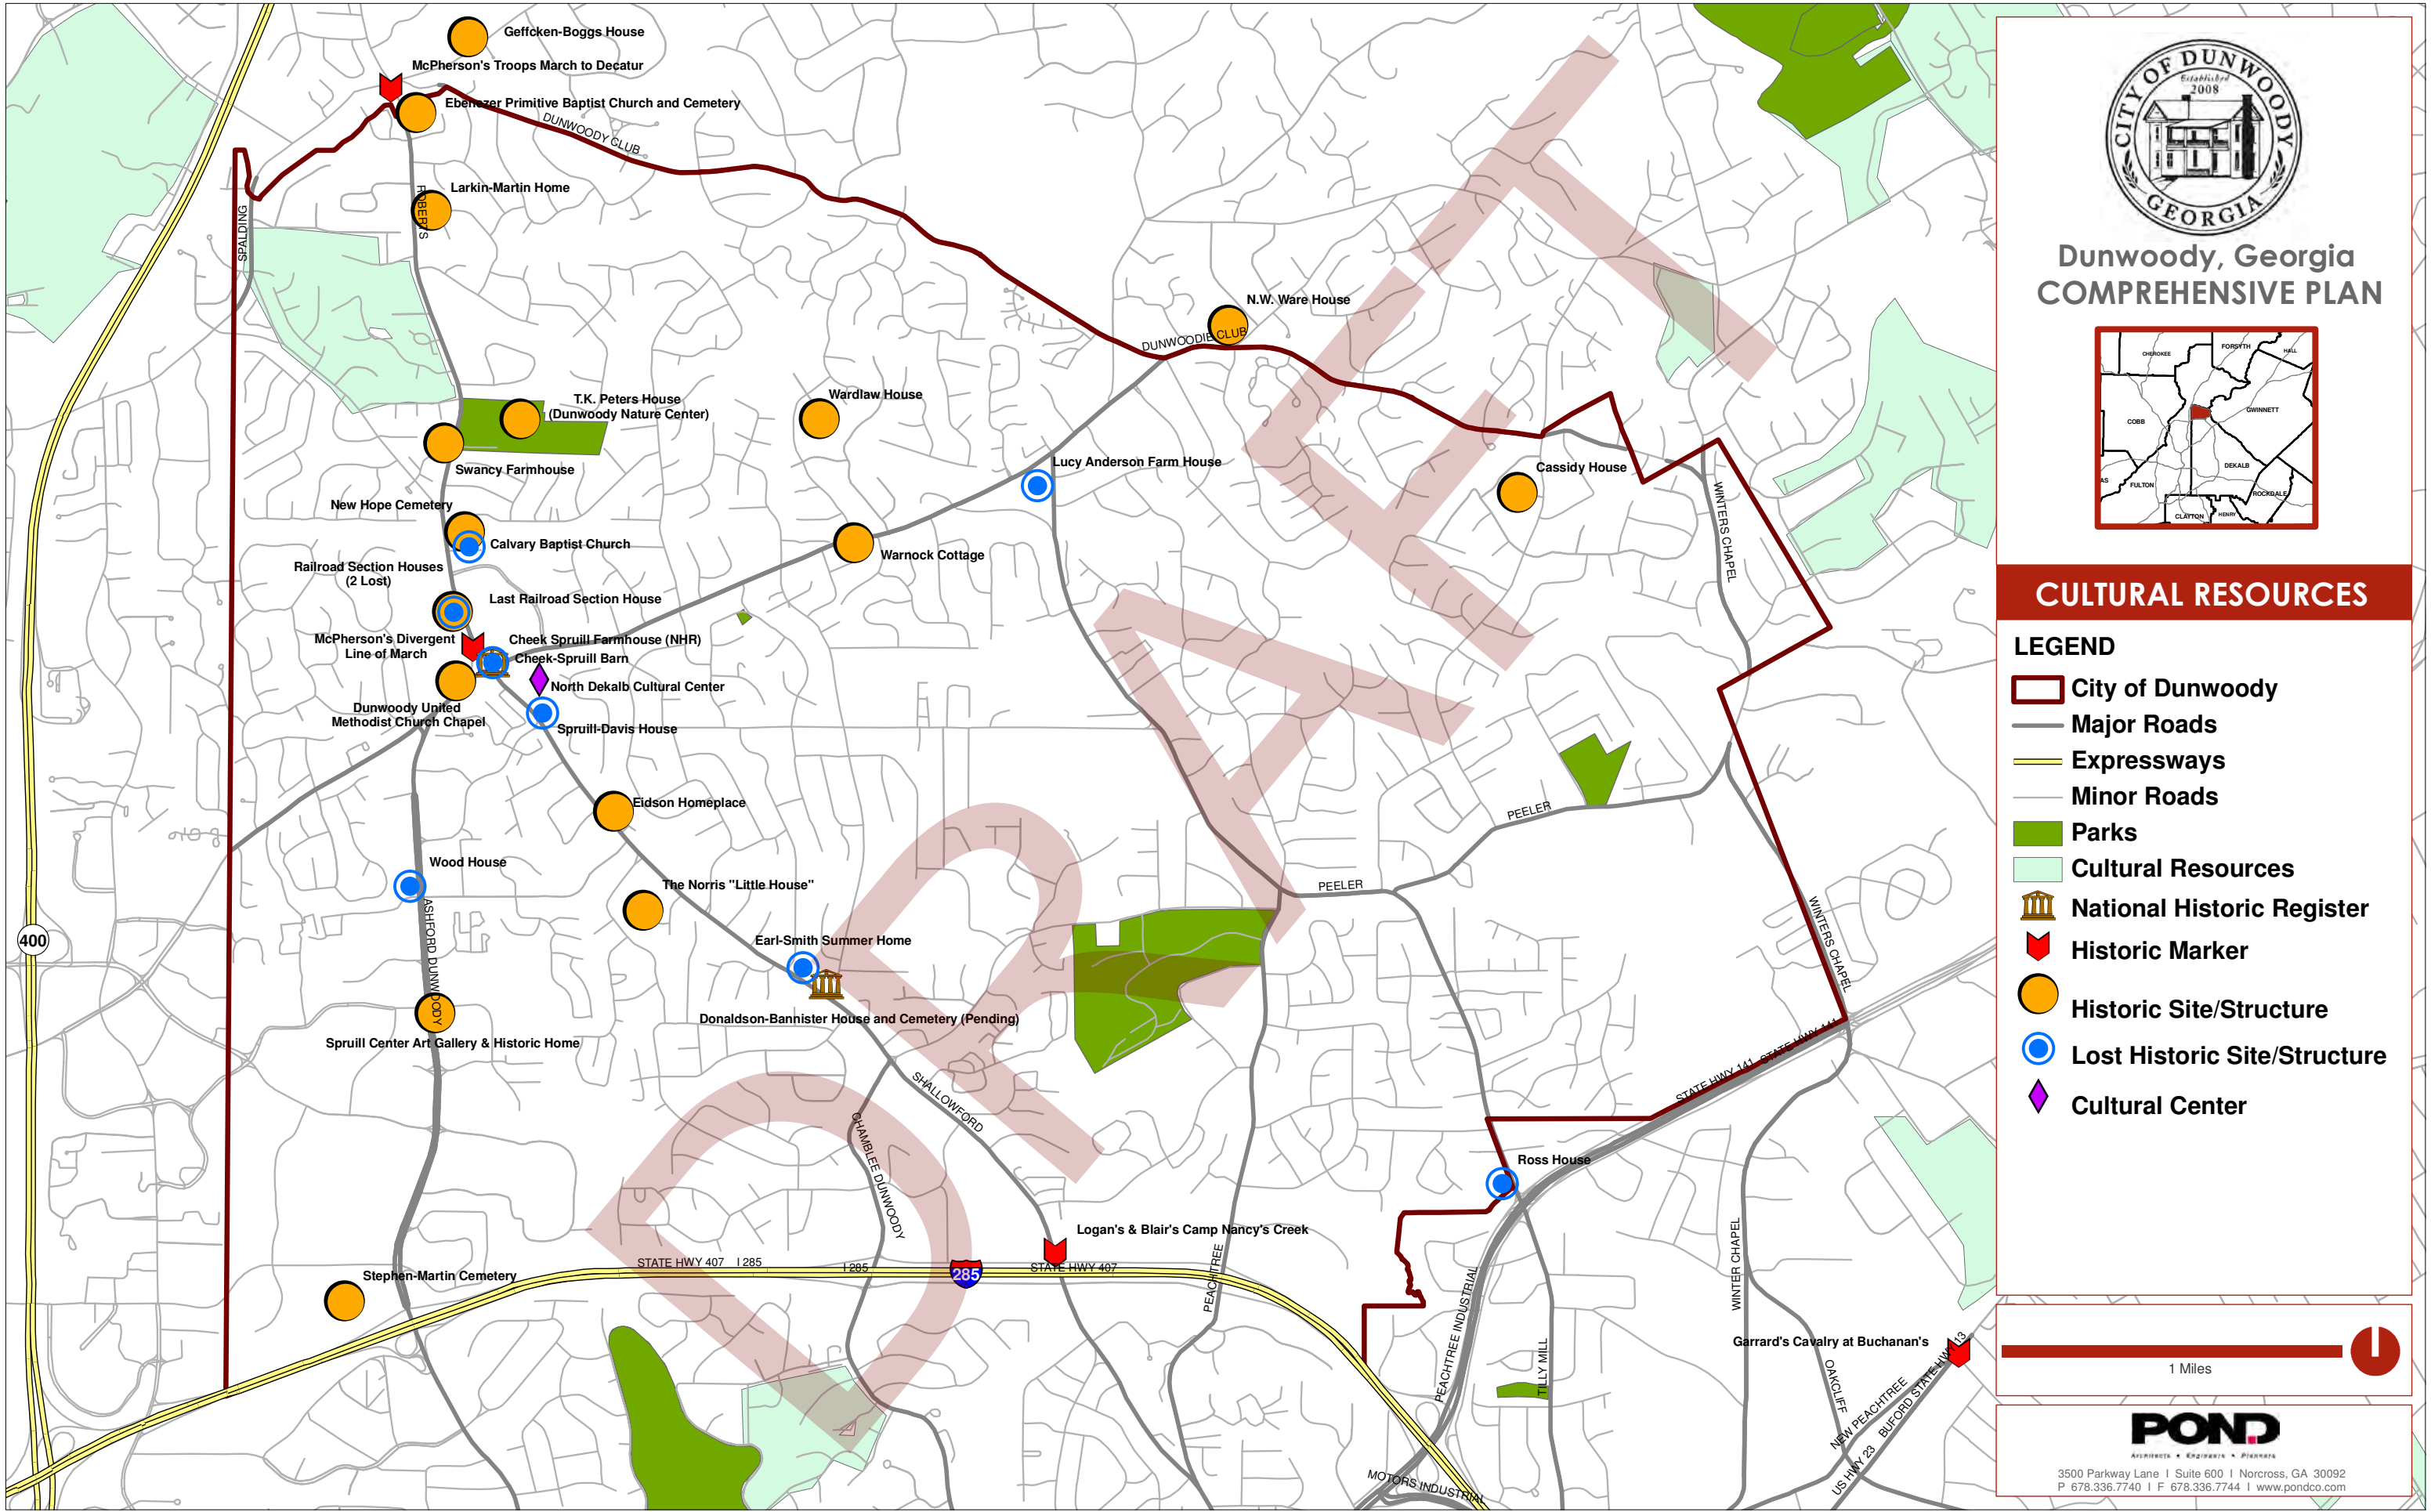 Geffcken-Boggs House
McPherson's Troops March to Decatur
Ebenezer Primitive Baptist Church and Cemetery
DUNWOODY CLUB
Larkin-Martin Home
ROBERTS
SPALDING
N.W. Ware House
DUNWOODIE CLUB
T.K. Peters House
(Dunwoody Nature Center)
Wardlaw House
Swancy Farmhouse
Lucy Anderson Farm House
Cassidy House
WINTERS CHAPEL
New Hope Cemetery
Calvary Baptist Church
Warnock Cottage
Railroad Section Houses
(2 Lost)
Last Railroad Section House
McPherson's Divergent
Line of March
Cheek Spruill Farmhouse (NHR)
Cheek-Spruill Barn
North Dekalb Cultural Center
Dunwoody United
Methodist Church Chapel
Spruill-Davis House
Eidson Homeplace
PEELER
Wood House
PEELER
The Norris "Little House"
ASHFORD DUNWOODY
WINTERS CHAPEL
400
Earl-Smith Summer Home
Donaldson-Bannister House and Cemetery (Pending)
Spruill Center Art Gallery & Historic Home
STATE HWY 141
STATE HWY 141
SHALLOWFORD
CHAMBLEE DUNWOODY
Ross House
Logan's & Blair's Camp Nancy's Creek
STATE HWY 407
I 285
I 285
285
STATE HWY 407
PEACHTREE
Stephen-Martin Cemetery
PEACHTREE INDUSTRIAL
TILLY MILL
WINTER CHAPEL
Garrard's Cavalry at Buchanan's
OAKCLIFF
NEW PEACHTREE
BUFORD STATE HWY 13
US HWY 23
MOTORS INDUSTRIAL
DRAFT
CITY OF DUNWOODY
Established
2008
GEORGIA
Dunwoody, Georgia
COMPREHENSIVE PLAN
CHEROKEE
FORSYTH
HALL
COBB
GWINNETT
DEKALB
AS
FULTON
ROCKDALE
CLAYTON
HENRY
CULTURAL RESOURCES
LEGEND
City of Dunwoody
Major Roads
Expressways
Minor Roads
Parks
Cultural Resources
National Historic Register
Historic Marker
Historic Site/Structure
Lost Historic Site/Structure
Cultural Center
1 Miles
POND
Architects • Engineers • Planners
3500 Parkway Lane I Suite 600 I Norcross, GA 30092
P 678.336.7740 I F 678.336.7744 I www.pondco.com